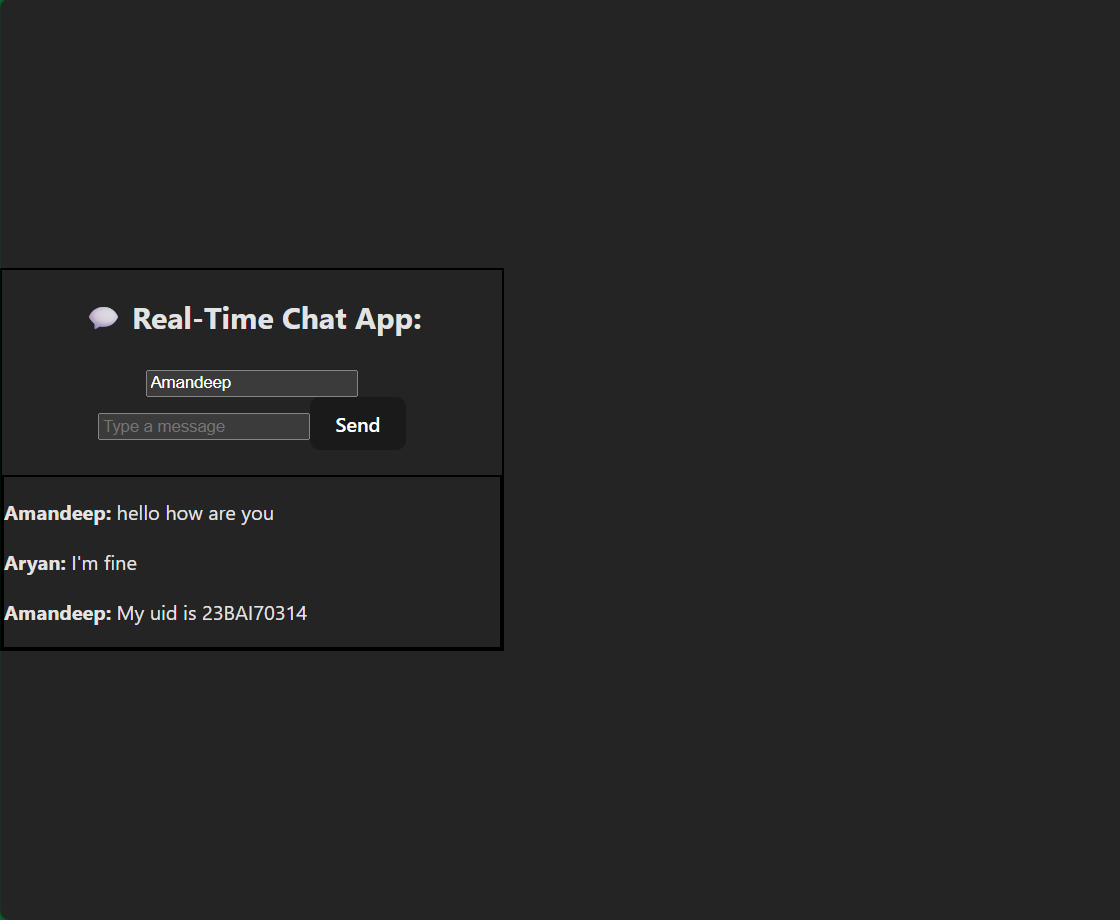 Real-Time Chat App:
Amandeep
Type a message
Send
Amandeep: hello how are you
Aryan: I'm fine
Amandeep: My uid is 23BAI70314